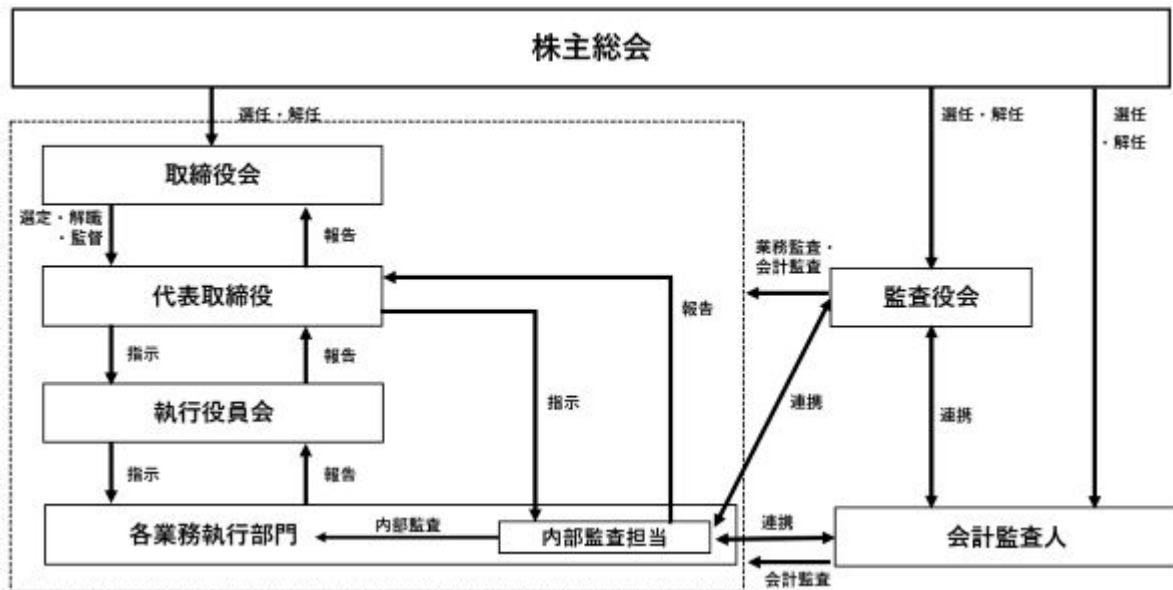 株主総会
選任・解任
選任・解任
選任
・解任
取締役会
選定・解職
・監督
報告
業務監査・
会計監査
代表取締役
監査役会
報告
指示
報告
執行役員会
指示
連携
連携
指示
報告
各業務執行部門
内部監査
内部監査担当
連携
会計監査人
会計監査